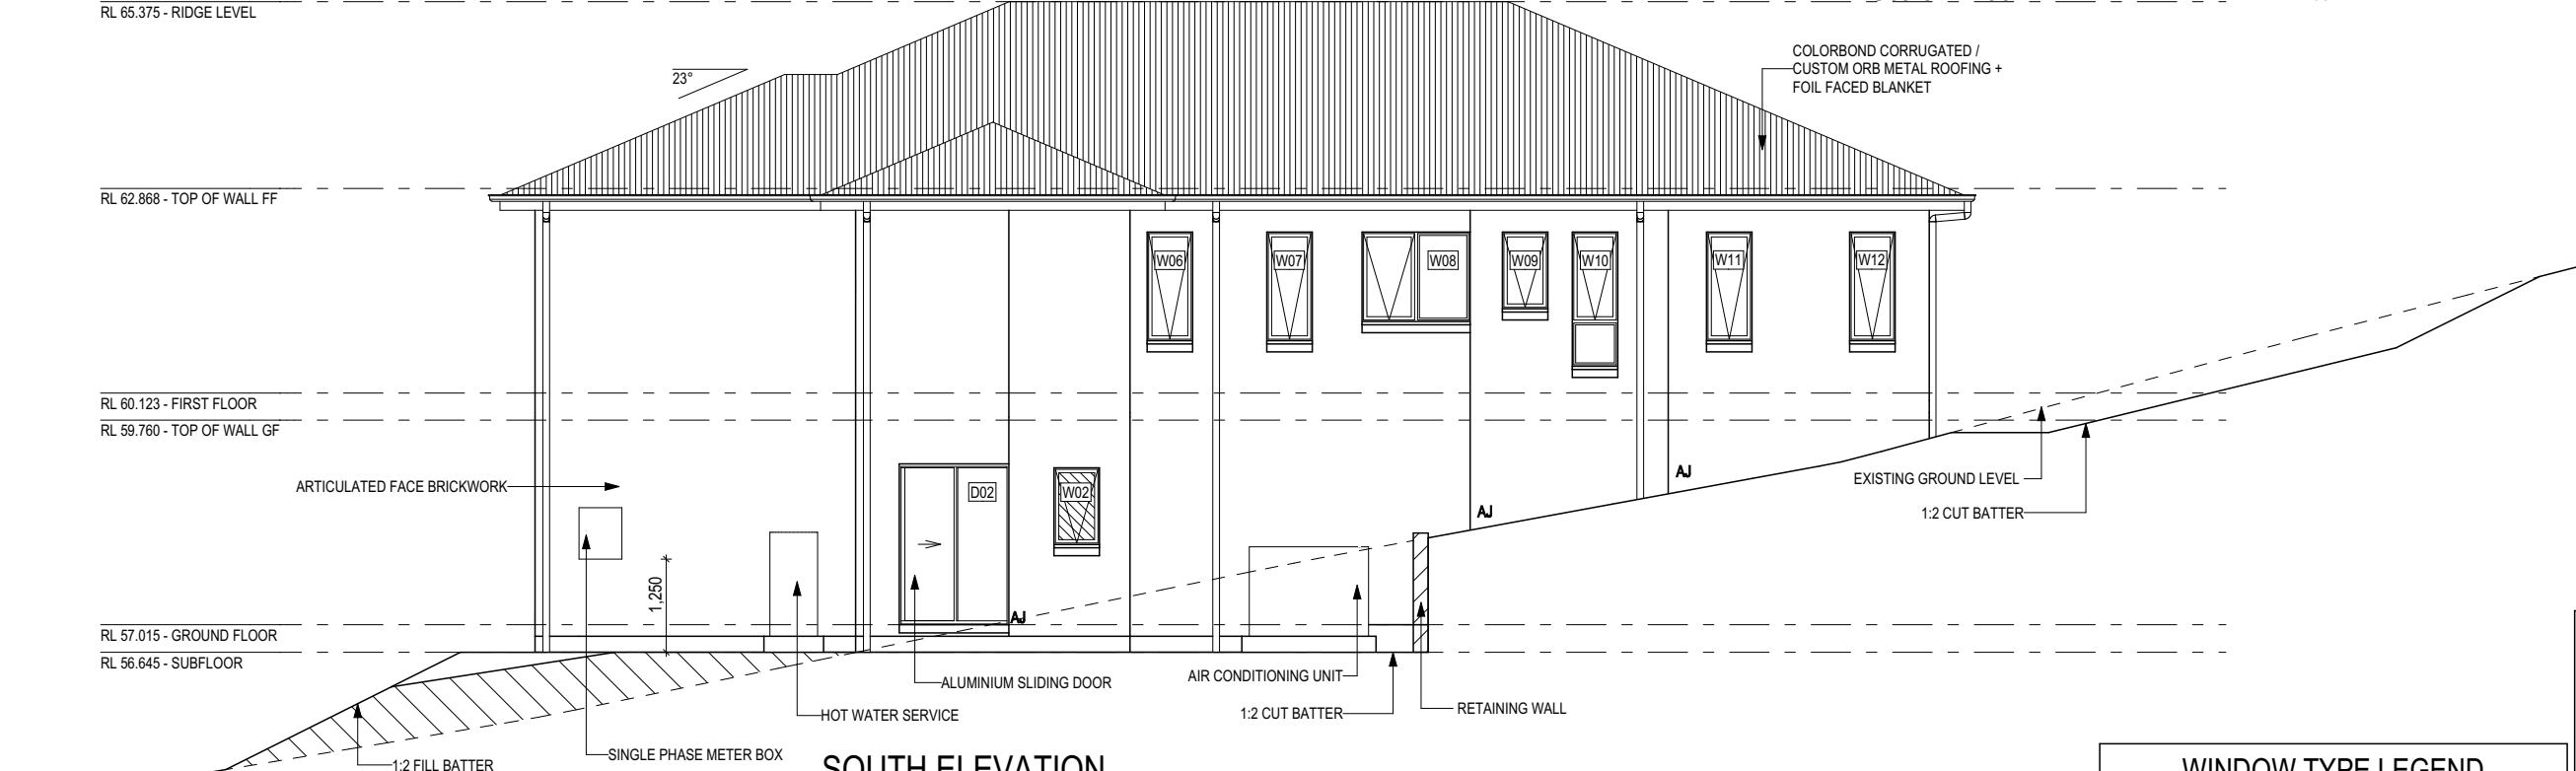 RL 65.375 - RIDGE LEVEL
COLORBOND CORRUGATED /
CUSTOM ORB METAL ROOFING +
FOIL FACED BLANKET
23°
RL 62.868 - TOP OF WALL FF
W06
W07
W08
W09
W10
W11
W12
RL 60.123 - FIRST FLOOR
RL 59.760 - TOP OF WALL GF
ARTICULATED FACE BRICKWORK
D02
W02
AJ
AJ
AJ
EXISTING GROUND LEVEL
1:2 CUT BATTER
1,250
RL 57.015 - GROUND FLOOR
RL 56.645 - SUBFLOOR
ALUMINIUM SLIDING DOOR
AIR CONDITIONING UNIT
HOT WATER SERVICE
1:2 CUT BATTER
RETAINING WALL
SINGLE PHASE METER BOX
1:2 FILL BATTER
SOUTH ELEVATION
WINDOW TYPE LEGEND